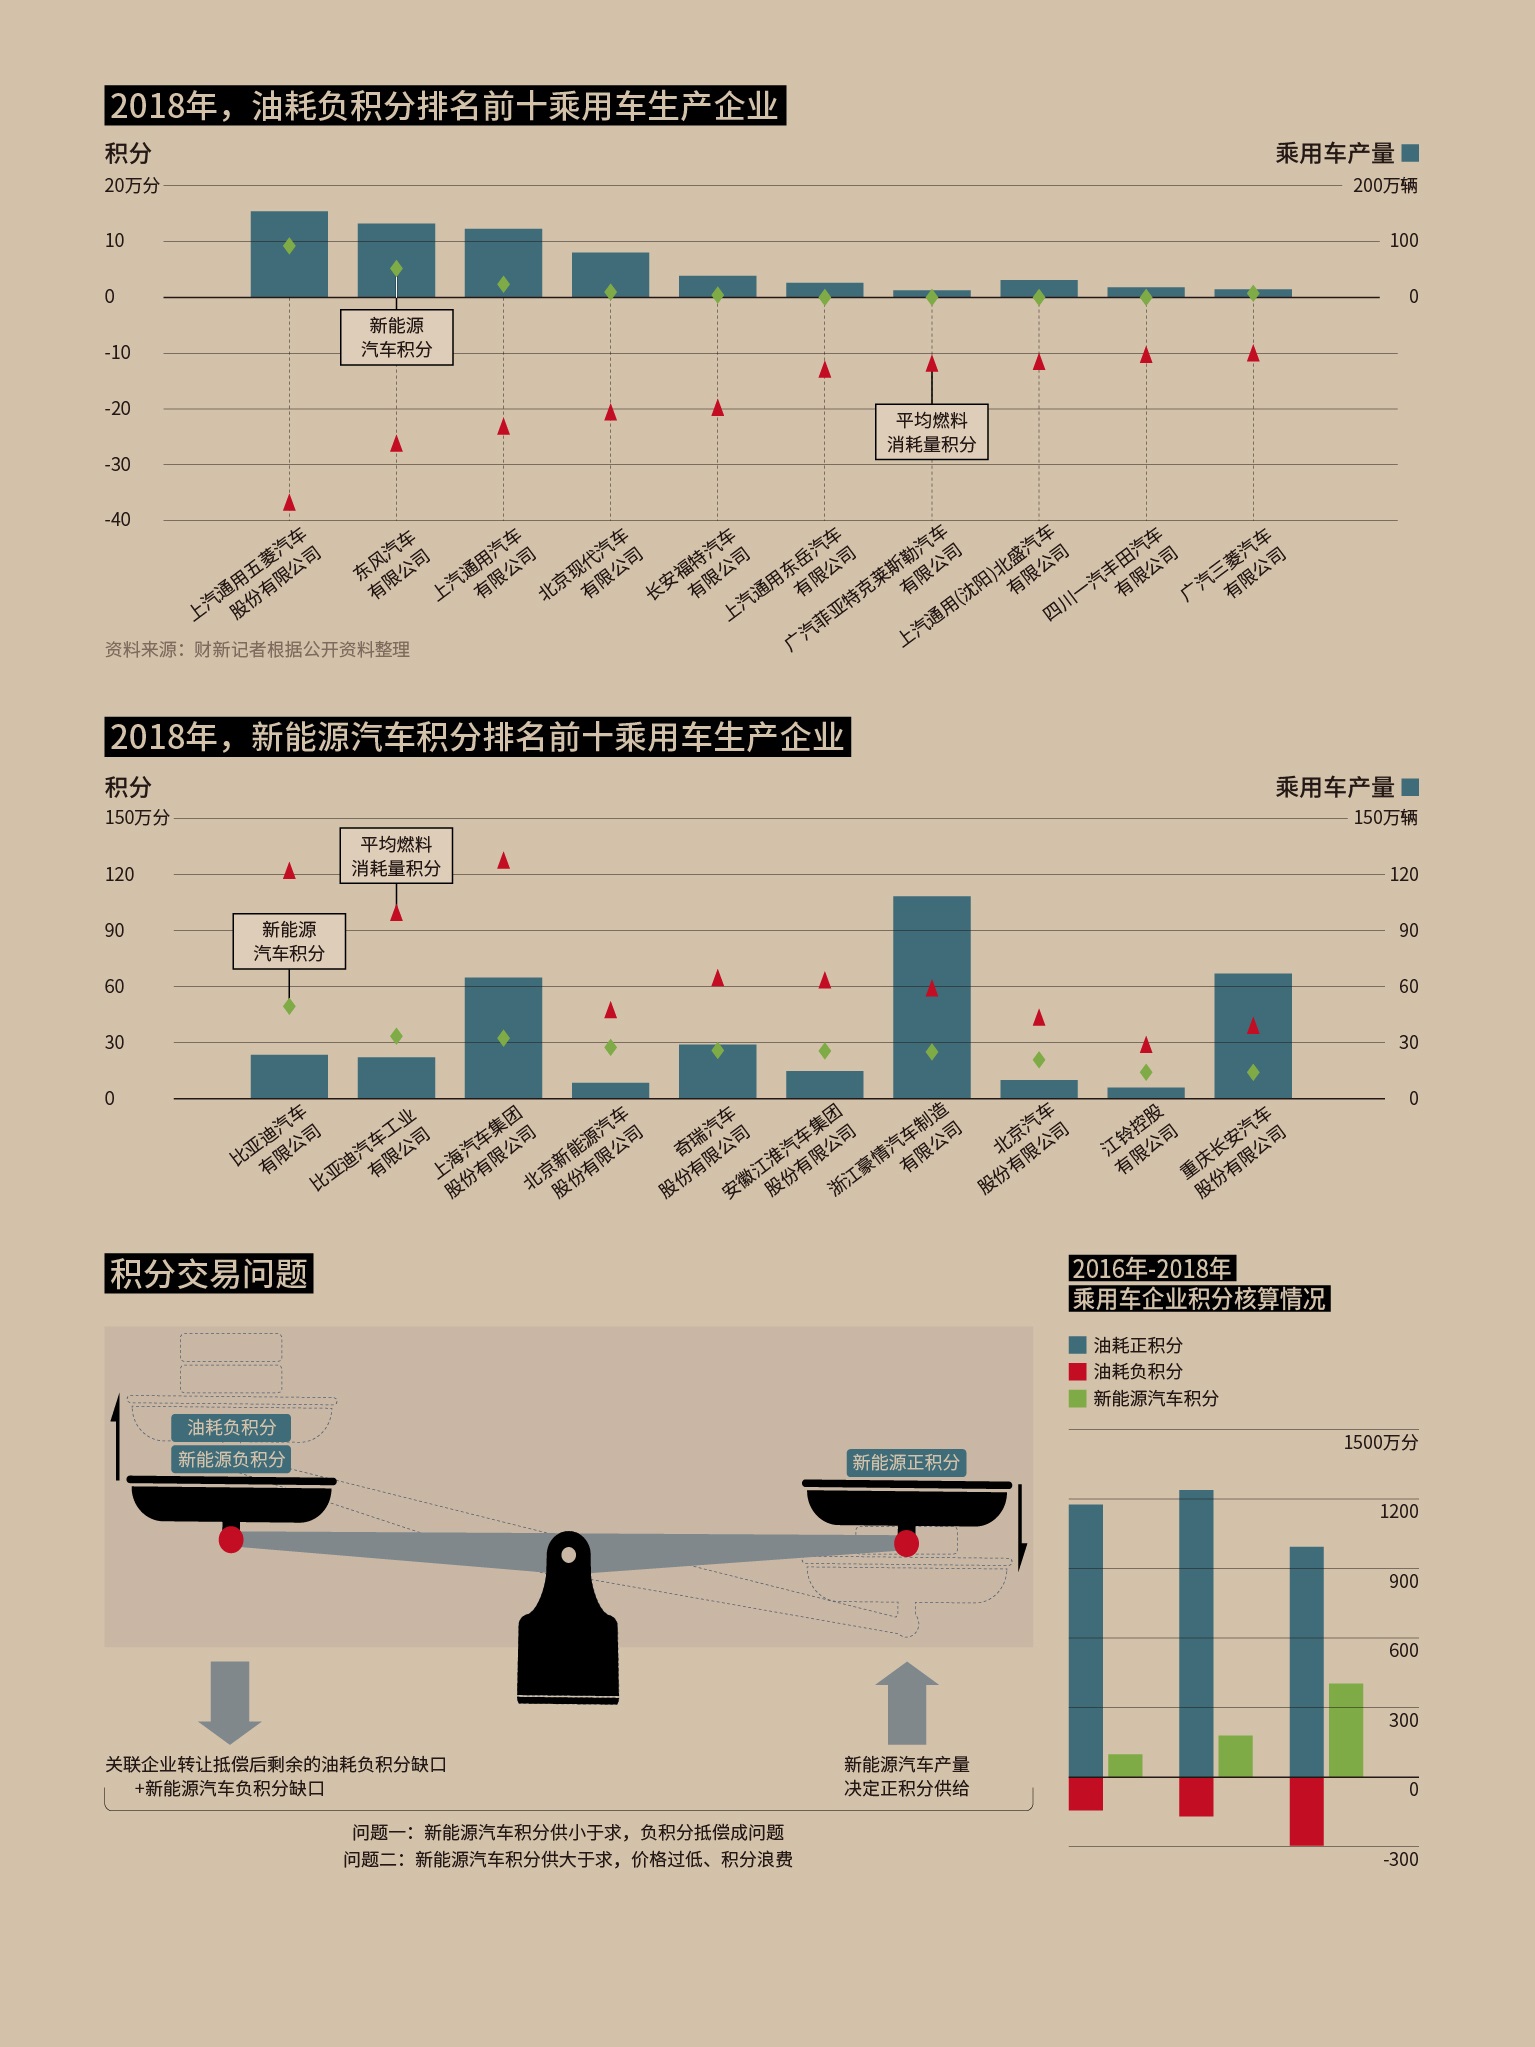 2018年，油耗负积分排名前十乘用车生产企业
积分
乘用车产量
20万分
200万辆
10
100
0
0
新能源
汽车积分
-10
-20
平均燃料
消耗量积分
-30
-40
上汽通用五菱汽车
股份有限公司
东风汽车
有限公司
上汽通用汽车
有限公司
北京现代汽车
有限公司
长安福特汽车
有限公司
上汽通用东岳汽车
有限公司
广汽菲亚特克莱斯勒汽车
有限公司
上汽通用(沈阳)北盛汽车
有限公司
四川一汽丰田汽车
有限公司
广汽三菱汽车
有限公司
资料来源：财新记者根据公开资料整理
2018年，新能源汽车积分排名前十乘用车生产企业
积分
乘用车产量
150万分
150万辆
平均燃料
消耗量积分
120
120
新能源
汽车积分
90
90
60
60
30
30
0
0
比亚迪汽车
有限公司
比亚迪汽车工业
有限公司
上海汽车集团
股份有限公司
北京新能源汽车
股份有限公司
奇瑞汽车
股份有限公司
安徽江淮汽车集团
股份有限公司
浙江豪情汽车制造
有限公司
北京汽车
股份有限公司
江铃控股
有限公司
重庆长安汽车
股份有限公司
积分交易问题
油耗负积分
新能源负积分
新能源正积分
关联企业转让抵偿后剩余的油耗负积分缺口
+新能源汽车负积分缺口
新能源汽车产量
决定正积分供给
问题一：新能源汽车积分供小于求，负积分抵偿成问题
问题二：新能源汽车积分供大于求，价格过低、积分浪费
2016年-2018年
乘用车企业积分核算情况
油耗正积分
油耗负积分
新能源汽车积分
1500万分
1200
900
600
300
0
-300